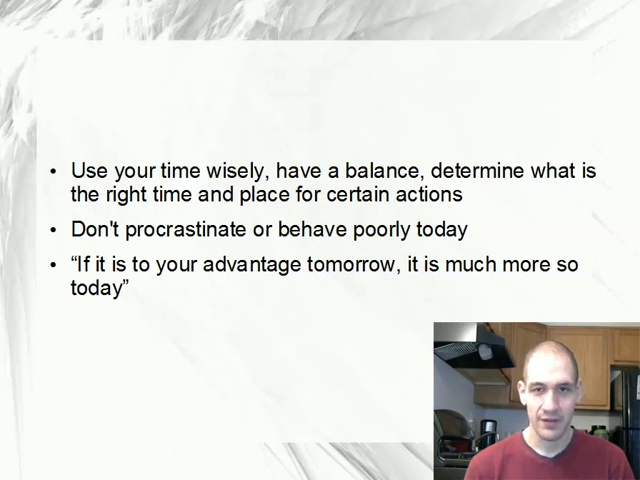 • Use your time wisely, have a balance, determine what is
the right time and place for certain actions
• Don't procrastinate or behave poorly today
• “If it is to your advantage tomorrow, it is much more so
today”